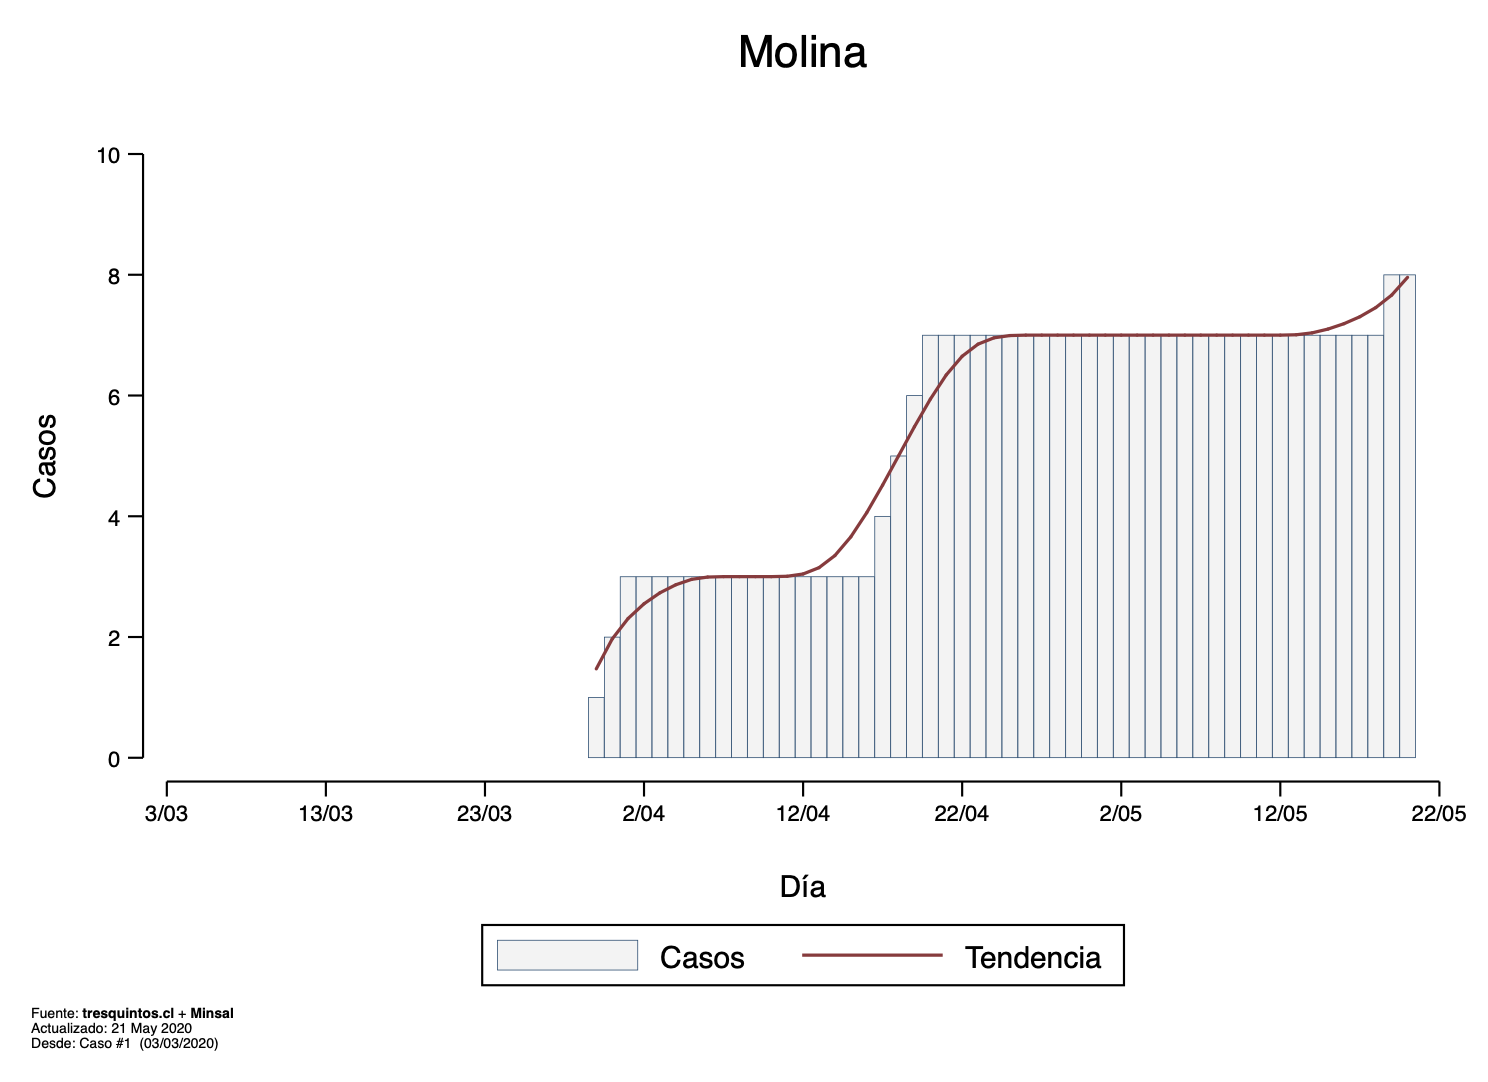 Molina
10
8
6
4
2
0
Casos
3/03 13/03 23/03 2/04 12/04 22/04 2/05 12/05 22/05
Día
Casos Tendencia
Fuente: tresquintos.cl + Minsal
Actualizado: 21 May 2020
Desde: Caso #1 (03/03/2020)